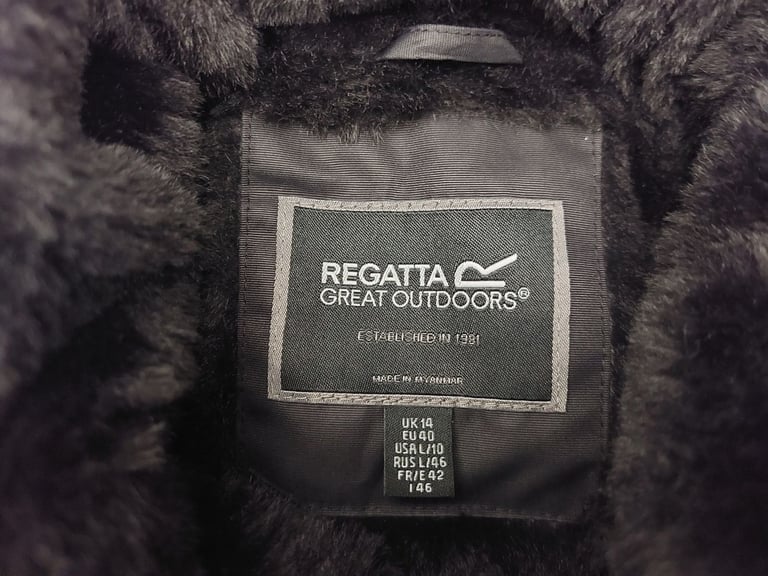 REGATTA
GREAT OUTDOORS®
ESTABLISHED IN 1981
MADE IN MYANMAR
UK 14
EU 40
USA L/10
RUS L/46
FR/E 42
I 46